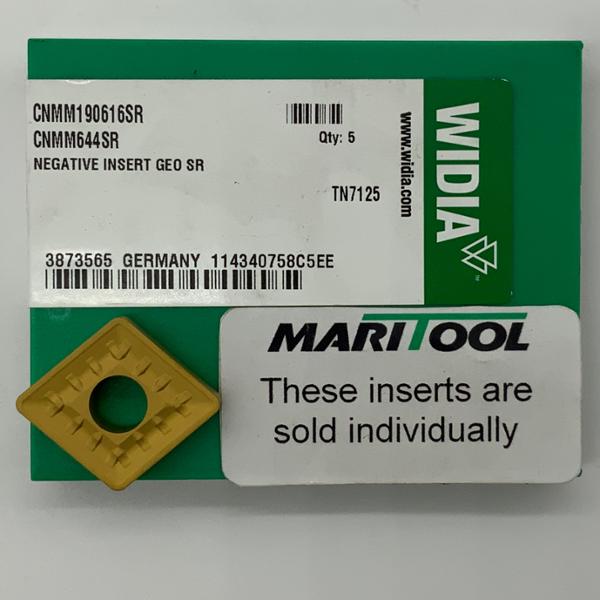 CNMM190616SR
CNMM644SR
NEGATIVE INSERT GEO SR
Qty: 5
TN7125
www.widia.com
WIDIA
3873565 GERMANY 114340758C5EE
MARITOOL
These inserts are
sold individually